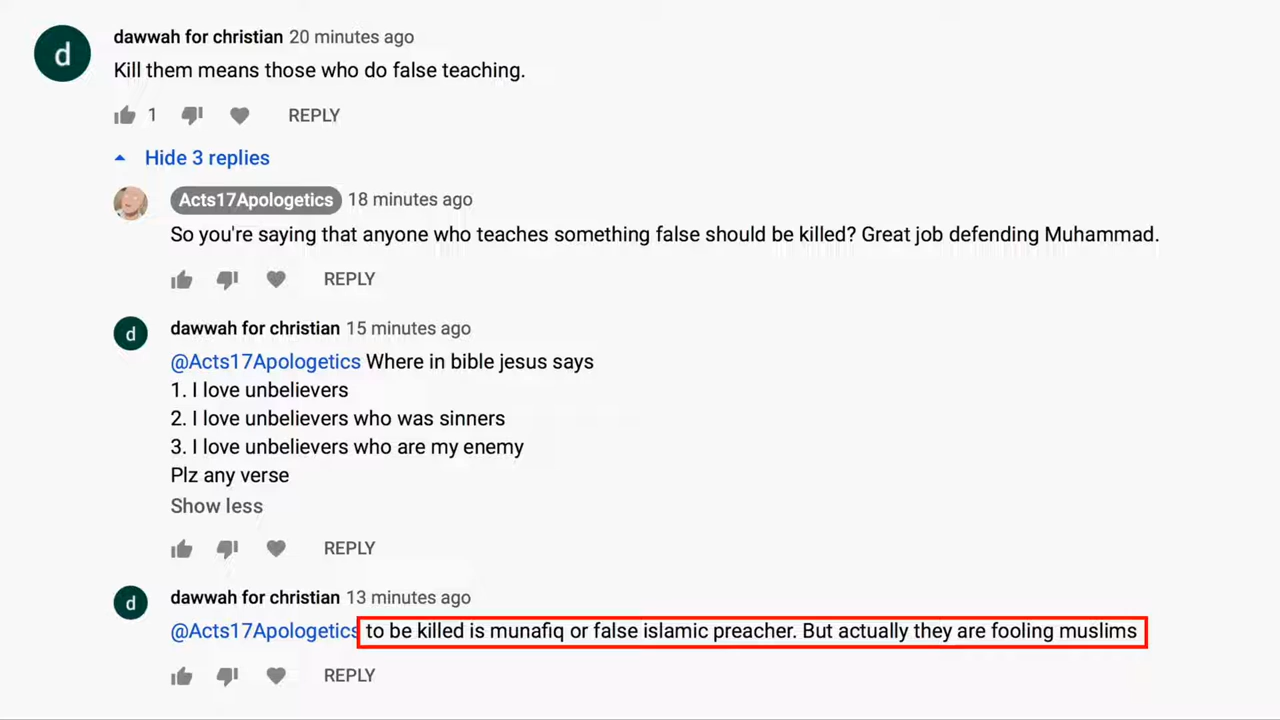 d
dawwah for christian 20 minutes ago
Kill them means those who do false teaching.
1 REPLY
Hide 3 replies
Acts17Apologetics 18 minutes ago
So you're saying that anyone who teaches something false should be killed? Great job defending Muhammad.
REPLY
d dawwah for christian 15 minutes ago
@Acts17Apologetics Where in bible jesus says
1. I love unbelievers
2. I love unbelievers who was sinners
3. I love unbelievers who are my enemy
Plz any verse
Show less
REPLY
d dawwah for christian 13 minutes ago
@Acts17Apologetics to be killed is munafiq or false islamic preacher. But actually they are fooling muslims
REPLY